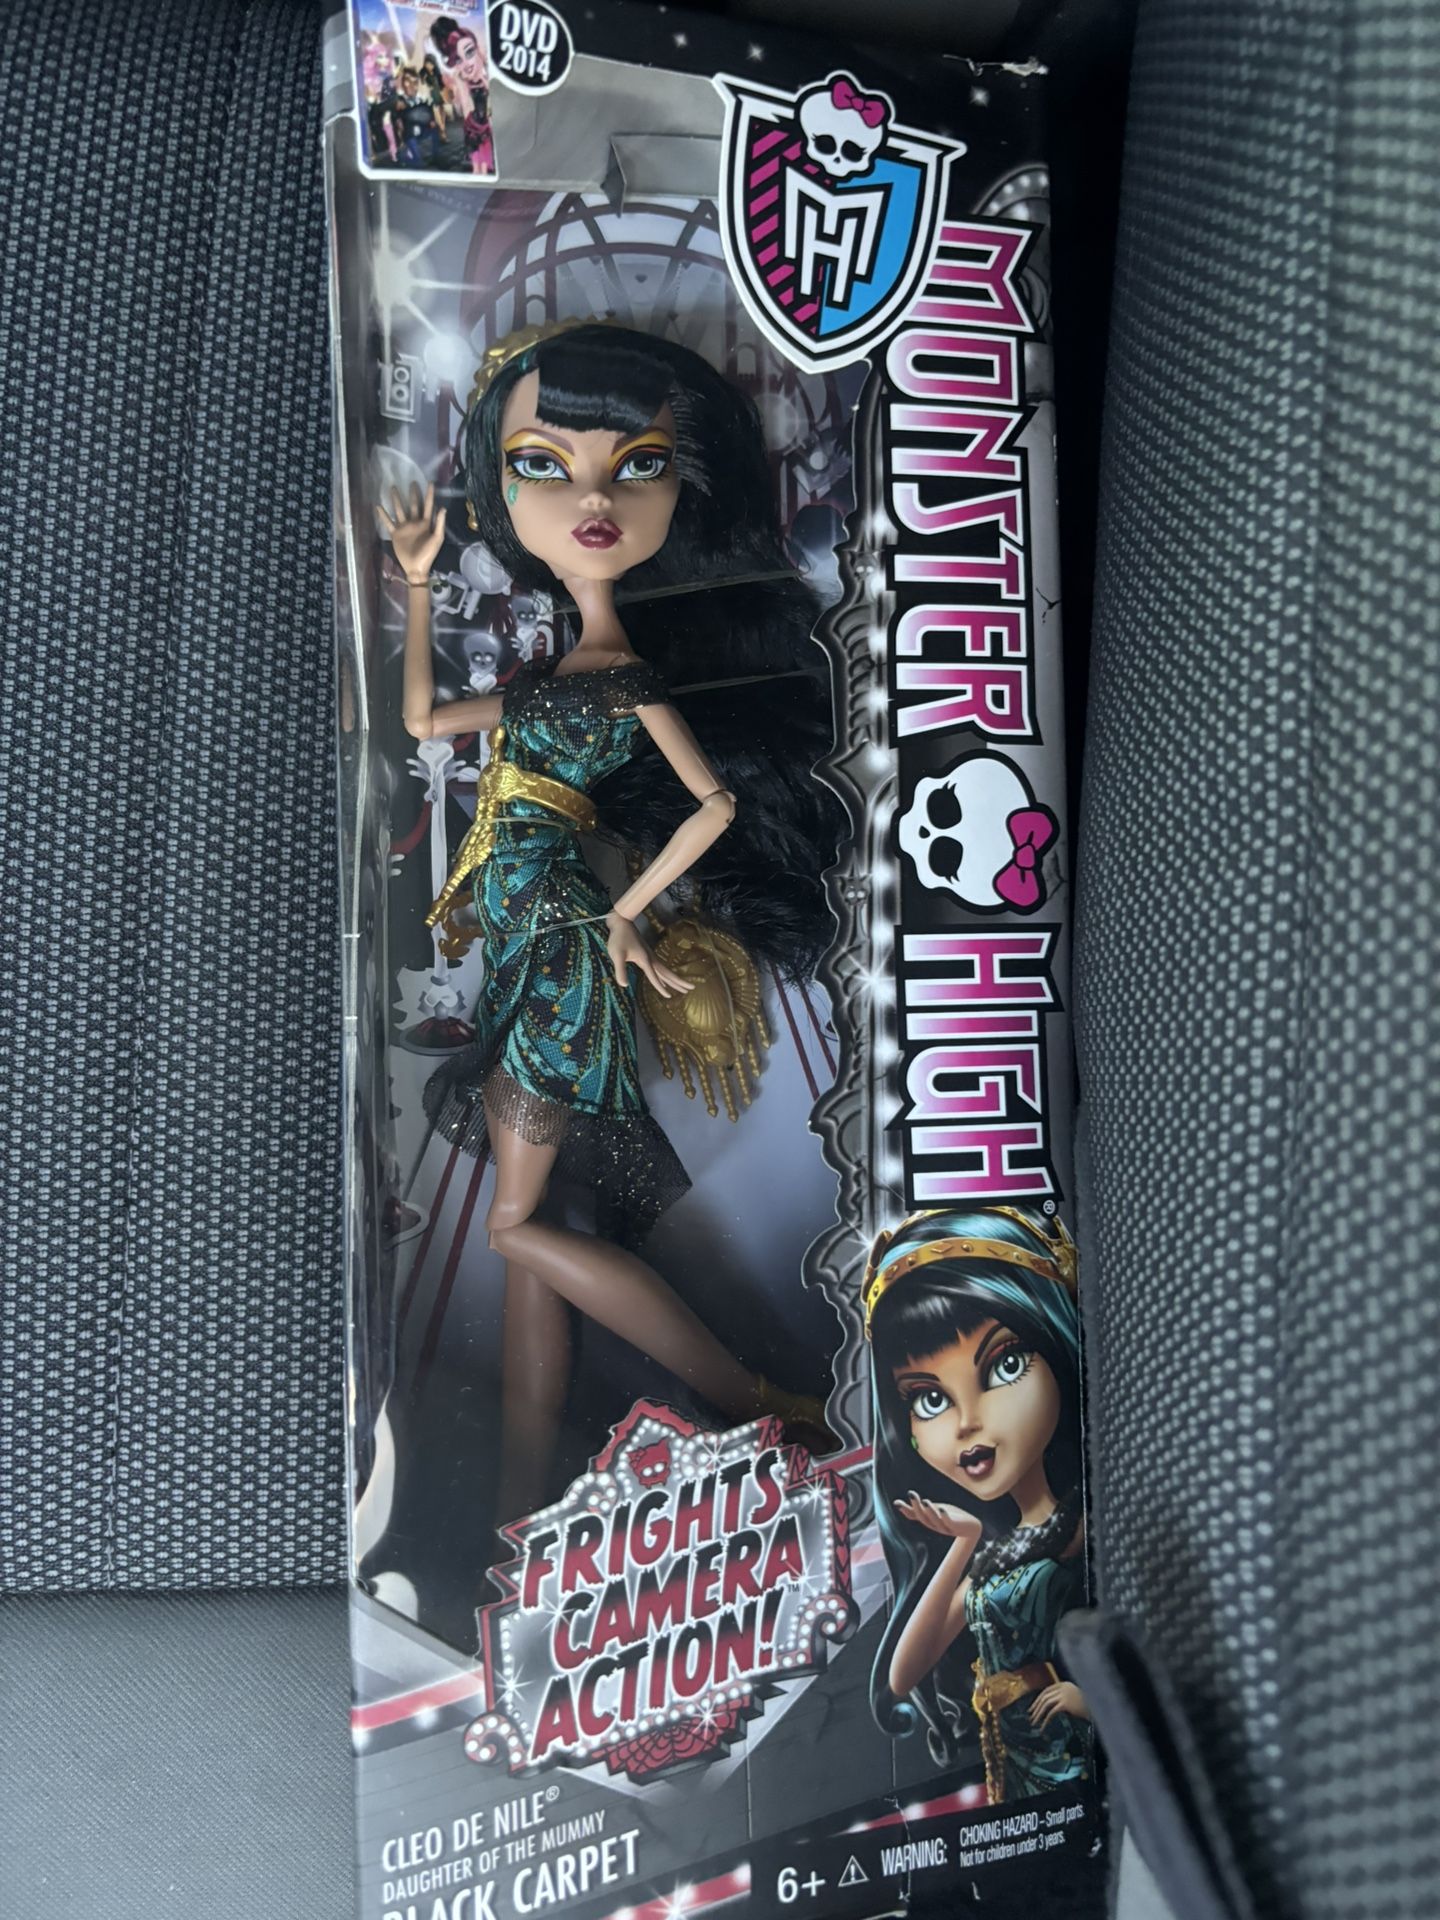 DVD
2014
MH
MONSTER HIGH®
FRIGHTS
CAMERA
ACTION!™
CLEO DE NILE®
DAUGHTER OF THE MUMMY
BLACK CARPET
6+ ⚠ WARNING: CHOKING HAZARD – Small parts.
Not for children under 3 years.